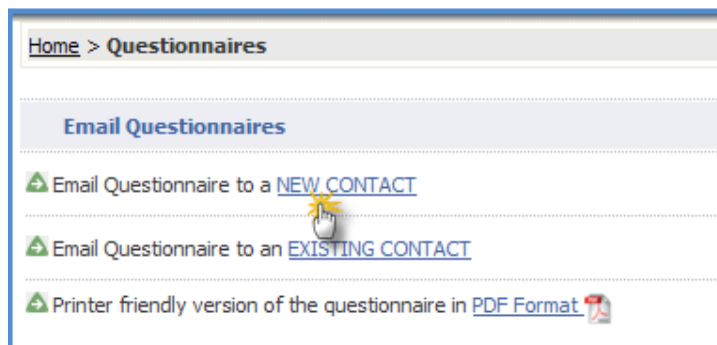 Home > Questionnaires
Email Questionnaires
Email Questionnaire to a NEW CONTACT
Email Questionnaire to an EXISTING CONTACT
Printer friendly version of the questionnaire in PDF Format